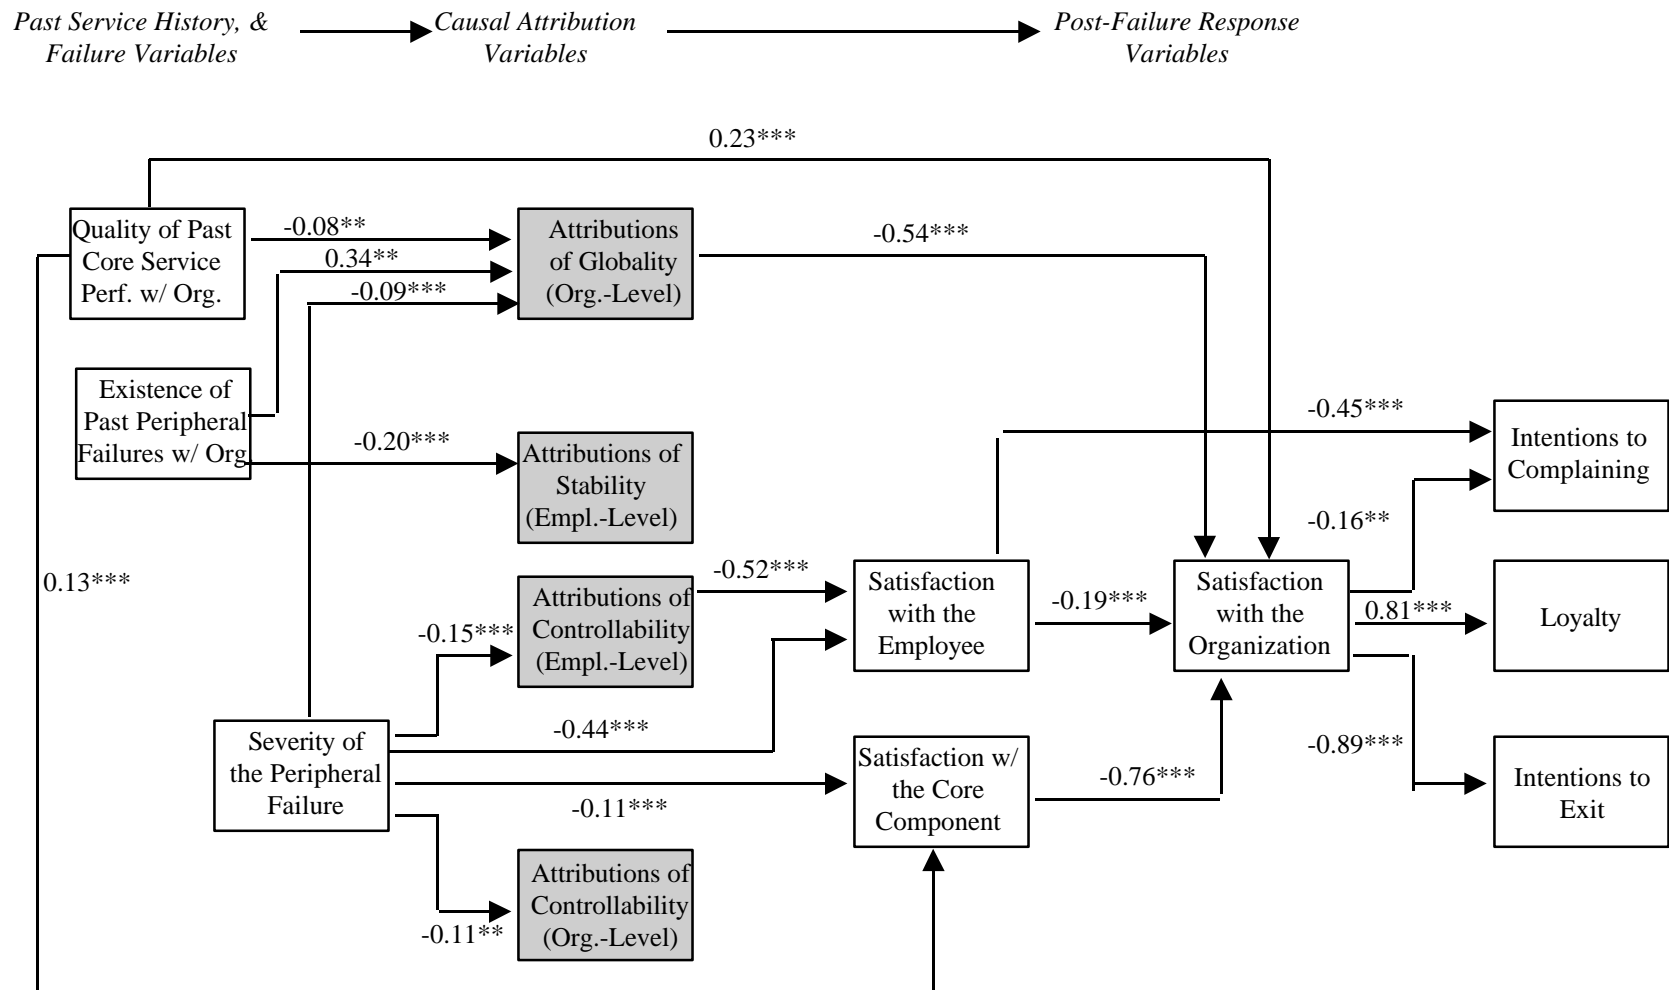 Past Service History, &
Failure Variables
Causal Attribution
Variables
Post-Failure Response
Variables
0.23***
Quality of Past
Core Service
Perf. w/ Org.
-0.08**
0.34**
-0.09***
Attributions
of Globality
(Org.-Level)
-0.54***
Existence of
Past Peripheral
Failures w/ Org.
-0.20***
Attributions of
Stability
(Empl.-Level)
-0.45***
Intentions to
Complaining
-0.16**
0.13***
-0.52***
Attributions of
Controllability
(Empl.-Level)
-0.15***
Satisfaction
with the
Employee
-0.19***
Satisfaction
with the
Organization
0.81***
Loyalty
-0.44***
Severity of
the Peripheral
Failure
-0.11***
Satisfaction w/
the Core
Component
-0.76***
-0.89***
Intentions to
Exit
Attributions of
Controllability
(Org.-Level)
-0.11**